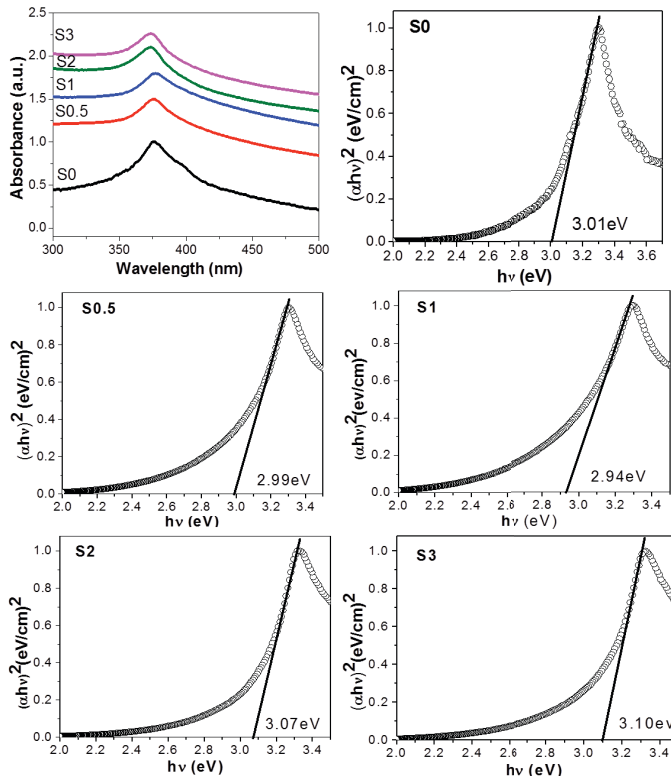 S3
S2
S1
S0.5
S0
Absorbance (a.u.)
2.5
2.0
1.5
1.0
0.5
0.0
300 350 400 450 500
Wavelength (nm)
S0
(αhν)² (eV/cm)²
1.0
0.8
0.6
0.4
0.2
0.0
3.01eV
2.0 2.2 2.4 2.6 2.8 3.0 3.2 3.4 3.6
hν (eV)
S0.5
(αhν)²(eV/cm)²
1.0
0.8
0.6
0.4
0.2
0.0
2.99eV
2.0 2.2 2.4 2.6 2.8 3.0 3.2 3.4
hν (eV)
S1
(αhν)²(ev/cm)²
1.0
0.8
0.6
0.4
0.2
0.0
2.94eV
2.0 2.2 2.4 2.6 2.8 3.0 3.2 3.4
hν (eV)
S2
(αhν)²(eV/cm)²
1.0
0.8
0.6
0.4
0.2
0.0
3.07eV
2.0 2.2 2.4 2.6 2.8 3.0 3.2 3.4
hν (eV)
S3
(αhν)²(eV/cm)²
1.0
0.8
0.6
0.4
0.2
0.0
3.10eV
2.0 2.2 2.4 2.6 2.8 3.0 3.2 3.4
hν (eV)